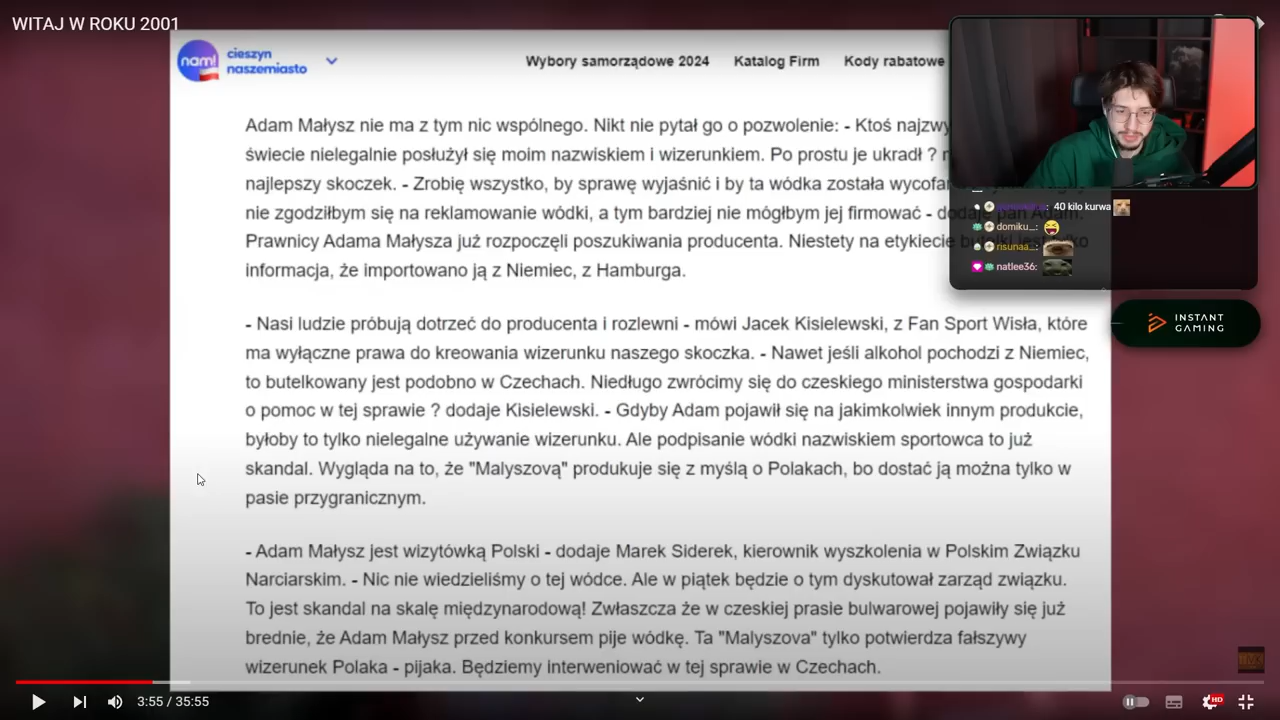 WITAJ W ROKU 2001
nam!
cieszyn
naszemiasto
Wybory samorządowe 2024
Katalog Firm
Kody rabatowe
Adam Małysz nie ma z tym nic wspólnego. Nikt nie pytał go o pozwolenie: - Ktoś najzwy
świecie nielegalnie posłużył się moim nazwiskiem i wizerunkiem. Po prostu je ukradł ?
najlepszy skoczek. - Zrobię wszystko, by sprawę wyjaśnić i by ta wódka została wycofan
nie zgodziłbym się na reklamowanie wódki, a tym bardziej nie mógłbym jej firmować - dodaje pan Adam.
Prawnicy Adama Małysza już rozpoczęli poszukiwania producenta. Niestety na etykiecie butelki jest tylko
informacja, że importowano ją z Niemiec, z Hamburga.
- Nasi ludzie próbują dotrzeć do producenta i rozlewni - mówi Jacek Kisielewski, z Fan Sport Wisła, które
ma wyłączne prawa do kreowania wizerunku naszego skoczka. - Nawet jeśli alkohol pochodzi z Niemiec,
to butelkowany jest podobno w Czechach. Niedługo zwrócimy się do czeskiego ministerstwa gospodarki
o pomoc w tej sprawie ? dodaje Kisielewski. - Gdyby Adam pojawił się na jakimkolwiek innym produkcie,
byłoby to tylko nielegalne używanie wizerunku. Ale podpisanie wódki nazwiskiem sportowca to już
skandal. Wygląda na to, że "Malyszovą" produkuje się z myślą o Polakach, bo dostać ją można tylko w
pasie przygranicznym.
- Adam Małysz jest wizytówką Polski - dodaje Marek Siderek, kierownik wyszkolenia w Polskim Związku
Narciarskim. - Nic nie wiedzieliśmy o tej wódce. Ale w piątek będzie o tym dyskutował zarząd związku.
To jest skandal na skalę międzynarodową! Zwłaszcza że w czeskiej prasie bulwarowej pojawiły się już
brednie, że Adam Małysz przed konkursem pije wódkę. Ta "Malyszova" tylko potwierdza fałszywy
wizerunek Polaka - pijaka. Będziemy interweniować w tej sprawie w Czechach.
: 40 kilo kurwa
domiku_:
risunaa_:
natlee36:
INSTANT
GAMING
3:55 / 35:55
HD